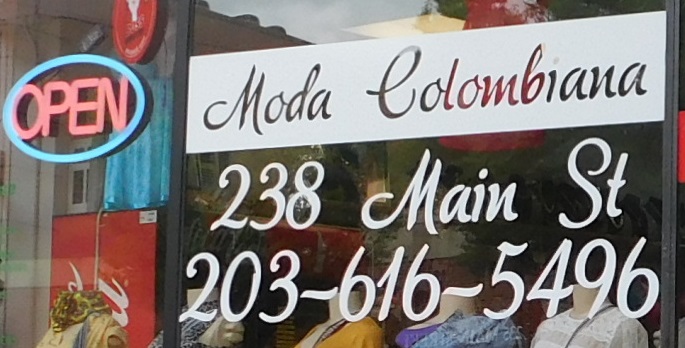 OPEN
Moda Colombiana
238 Main St
203-616-5496